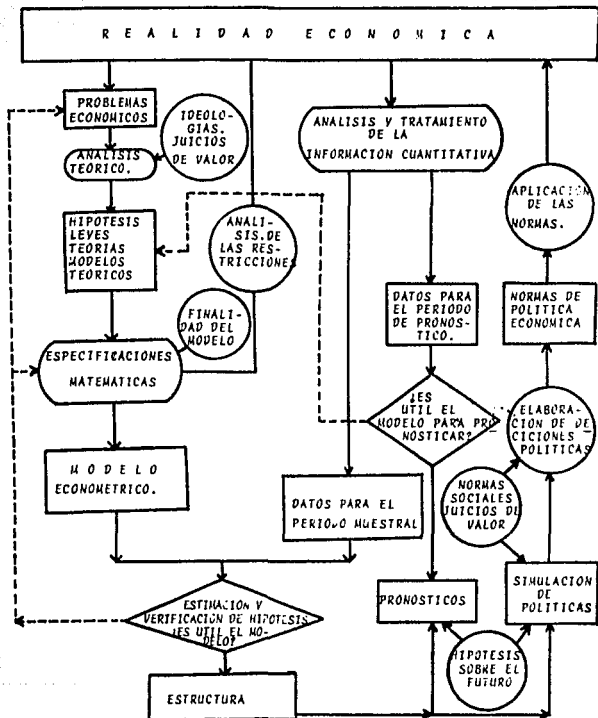 REALIDAD ECONOMICA
PROBLEMAS
ECONOMICOS
IDEOLO-
GIAS.
JUICIOS
DE VALOR
ANALISIS
TEORICO.
ANALISIS Y TRATAMIENTO
DE LA
INFORMACION CUANTITATIVA
APLICACION
DE LAS
NORMAS.
HIPOTESIS
LEYES
TEORIAS
MODELOS
TEORICOS
ANALI-
SIS.DE
LAS RES-
TRICCIONES
FINALI-
DAD DEL
MODELO
DATOS PARA
EL PERIODO
DE PRONOS-
TICO.
NORMAS DE
POLITICA
ECONOMICA
ESPECIFICACIONES
MATEMATICAS
¿ES
UTIL EL
MODELO PARA PRO
NOSTICAR?
ELABORA-
CION DE DE
CICIONES
POLITICAS
MODELO
ECONOMETRICO.
DATOS PARA EL
PERIODO MUESTRAL
NORMAS
SOCIALES
JUICIOS DE
VALOR
ESTIMACION Y
VERIFICACION DE HIPOTESIS
¿ES UTIL EL MO-
DELO?
PRONOSTICOS
SIMULACION
DE
POLITICAS
HIPOTESIS
SOBRE EL
FUTURO
ESTRUCTURA